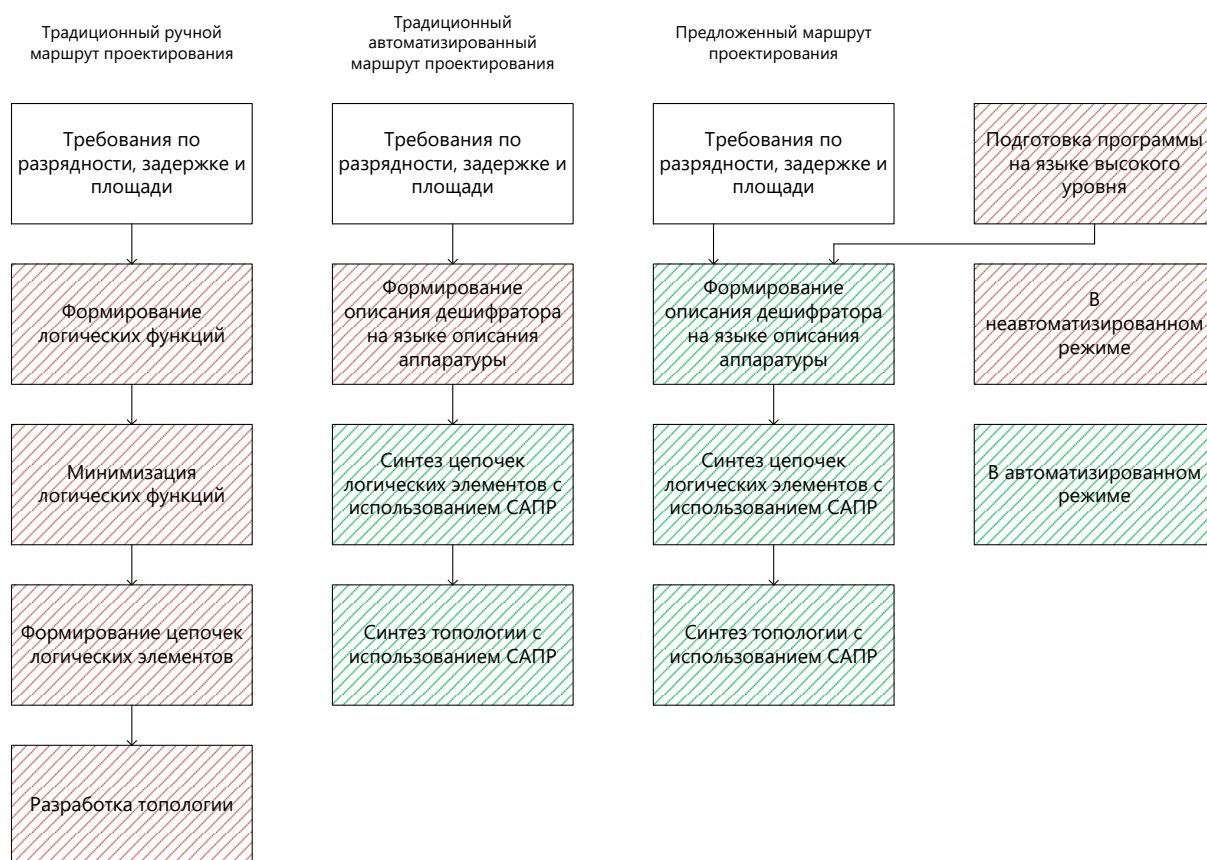 Традиционный ручной
маршрут проектирования
Традиционный
автоматизированный
маршрут проектирования
Предложенный маршрут
проектирования
Требования по
разрядности, задержке и
площади
Требования по
разрядности, задержке и
площади
Требования по
разрядности, задержке и
площади
Подготовка программы
на языке высокого
уровня
Формирование
логических функций
Формирование
описания дешифратора
на языке описания
аппаратуры
Формирование
описания дешифратора
на языке описания
аппаратуры
В
неавтоматизированном
режиме
Минимизация
логических функций
Синтез цепочек
логических элементов с
использованием САПР
Синтез цепочек
логических элементов с
использованием САПР
В автоматизированном
режиме
Формирование цепочек
логических элементов
Синтез топологии с
использованием САПР
Синтез топологии с
использованием САПР
Разработка топологии